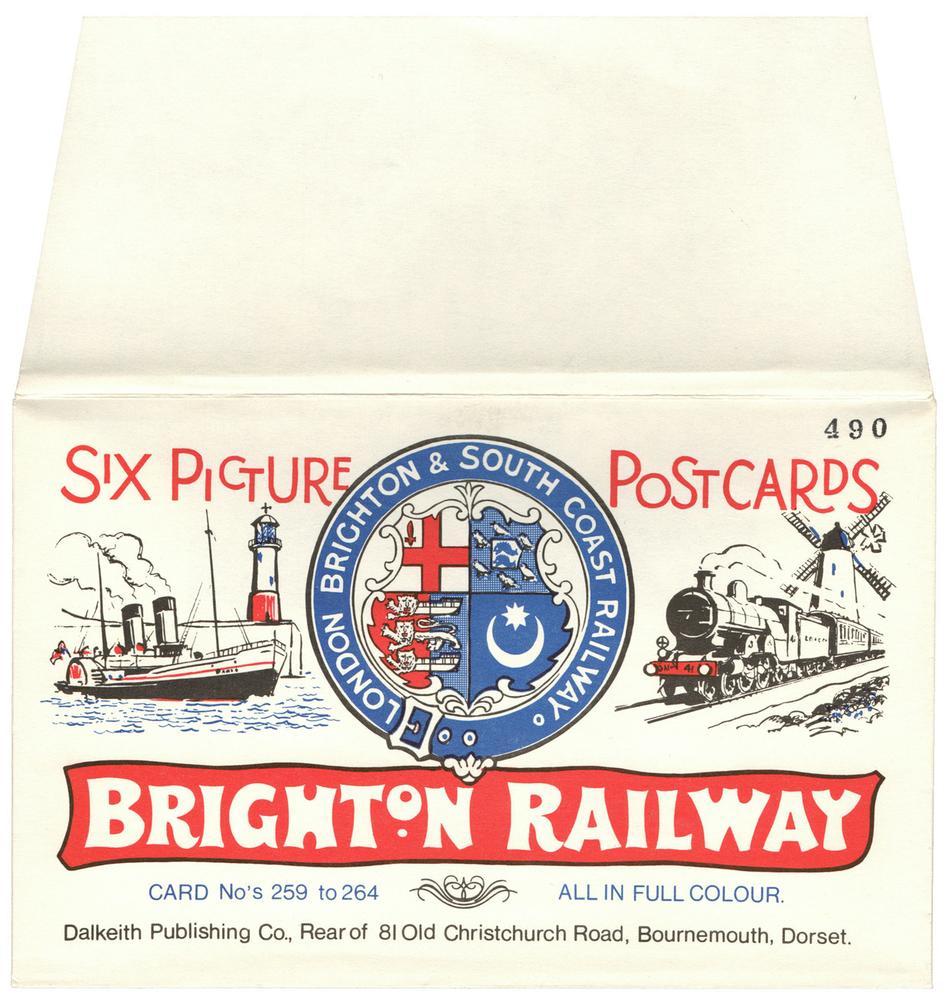 490
SIX PICTURE POSTCARDS
LONDON BRIGHTON & SOUTH COAST RAILWAY
41
BRIGHTON RAILWAY
CARD No's 259 to 264 ALL IN FULL COLOUR.
Dalkeith Publishing Co., Rear of 81 Old Christchurch Road, Bournemouth, Dorset.